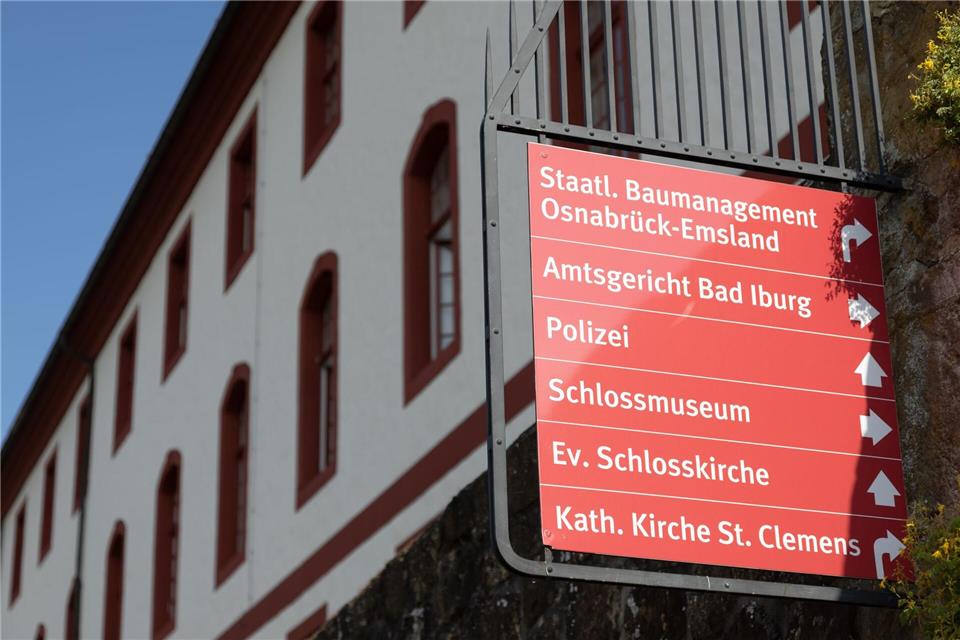 Staatl. Baumanagement
Osnabrück-Emsland
Amtsgericht Bad Iburg
Polizei
Schlossmuseum
Ev. Schlosskirche
Kath. Kirche St. Clemens